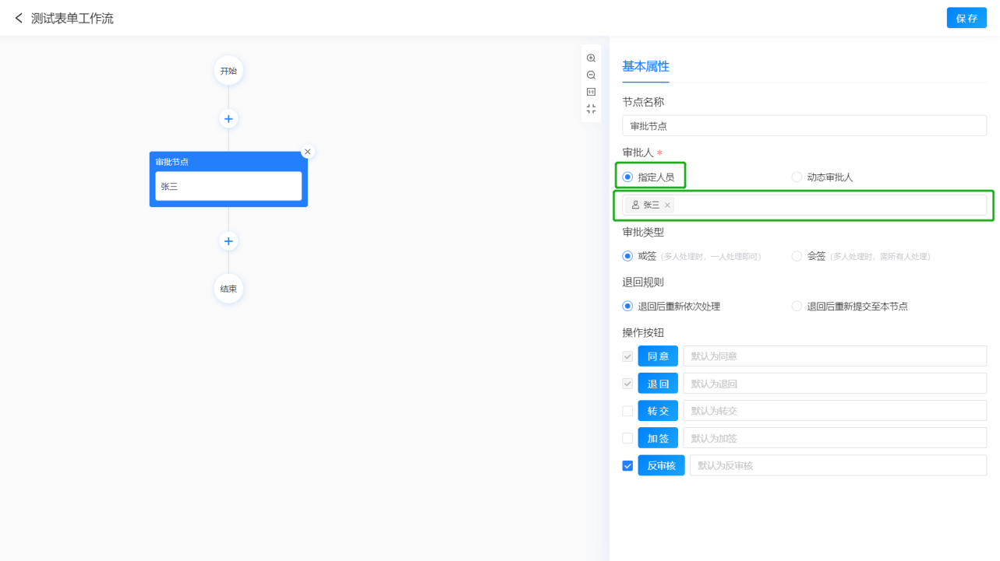 测试表单工作流
保存
开始
审批节点
张三
结束
基本属性
节点名称
审批节点
审批人 *
指定人员 动态审批人
张三
审批类型
或签（多人处理时，一人处理即可） 会签（多人处理时，需所有人处理）
退回规则
退回后重新依次处理 退回后重新提交至本节点
操作按钮
同意 默认为同意
退回 默认为退回
转交 默认为转交
加签 默认为加签
反审核 默认为反审核